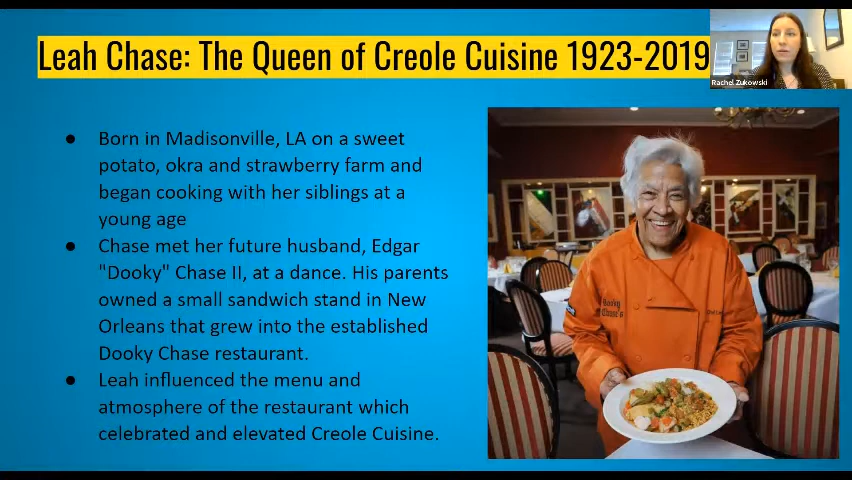 Leah Chase: The Queen of Creole Cuisine 1923-2019
Rachel Zukowski
● Born in Madisonville, LA on a sweet
potato, okra and strawberry farm and
began cooking with her siblings at a
young age
● Chase met her future husband, Edgar
"Dooky" Chase II, at a dance. His parents
owned a small sandwich stand in New
Orleans that grew into the established
Dooky Chase restaurant.
● Leah influenced the menu and
atmosphere of the restaurant which
celebrated and elevated Creole Cuisine.
Dooky
Chase's